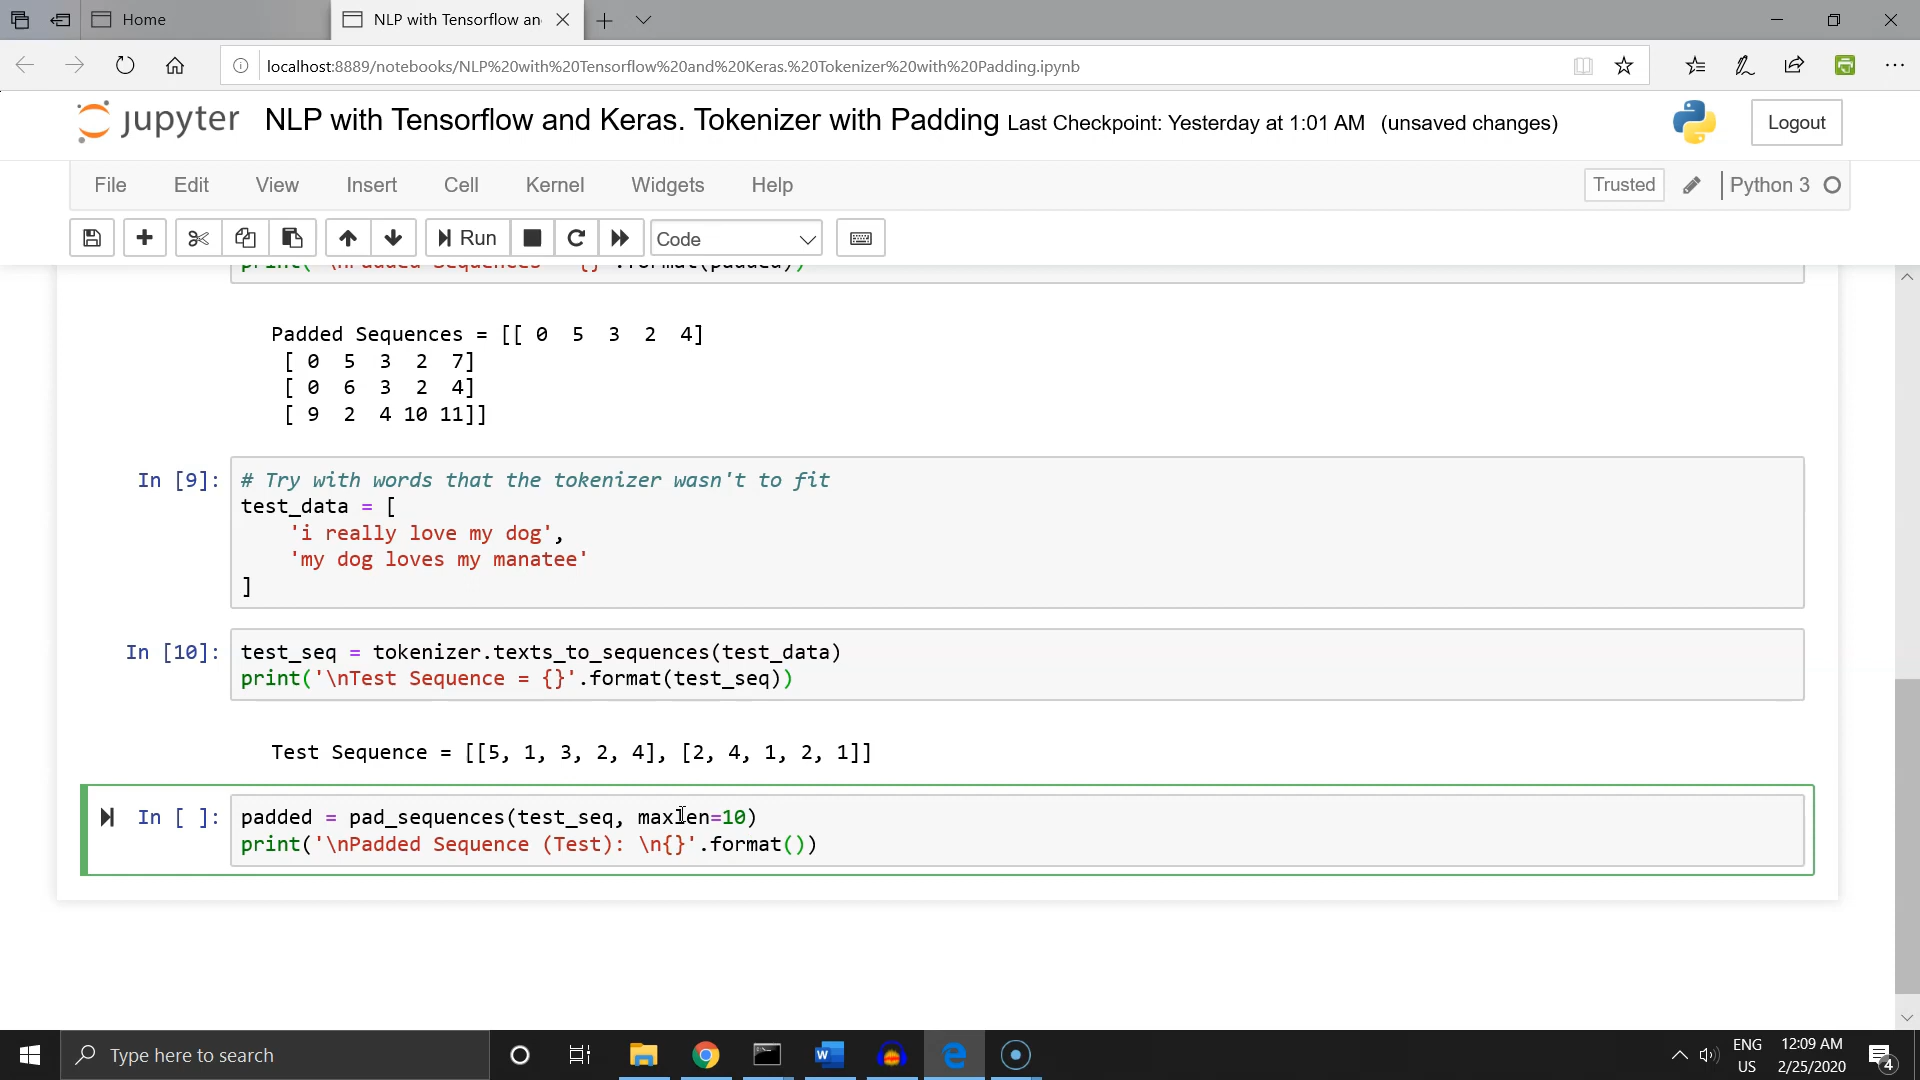 Home
NLP with Tensorflow an
localhost:8889/notebooks/NLP%20with%20Tensorflow%20and%20Keras.%20Tokenizer%20with%20Padding.ipynb
jupyter NLP with Tensorflow and Keras. Tokenizer with Padding Last Checkpoint: Yesterday at 1:01 AM (unsaved changes)
Logout
File Edit View Insert Cell Kernel Widgets Help
Trusted Python 3
Run Code
print( '\nPadded Sequences = {}'.format(padded))
Padded Sequences = [[ 0 5 3 2 4]
[ 0 5 3 2 7]
[ 0 6 3 2 4]
[ 9 2 4 10 11]]
In [9]: # Try with words that the tokenizer wasn't to fit
test_data = [
'i really love my dog',
'my dog loves my manatee'
]
In [10]: test_seq = tokenizer.texts_to_sequences(test_data)
print('\nTest Sequence = {}'.format(test_seq))
Test Sequence = [[5, 1, 3, 2, 4], [2, 4, 1, 2, 1]]
In [ ]: padded = pad_sequences(test_seq, maxlen=10)
print('\nPadded Sequence (Test): \n{}'.format())
Type here to search
ENG
US
12:09 AM
2/25/2020
4